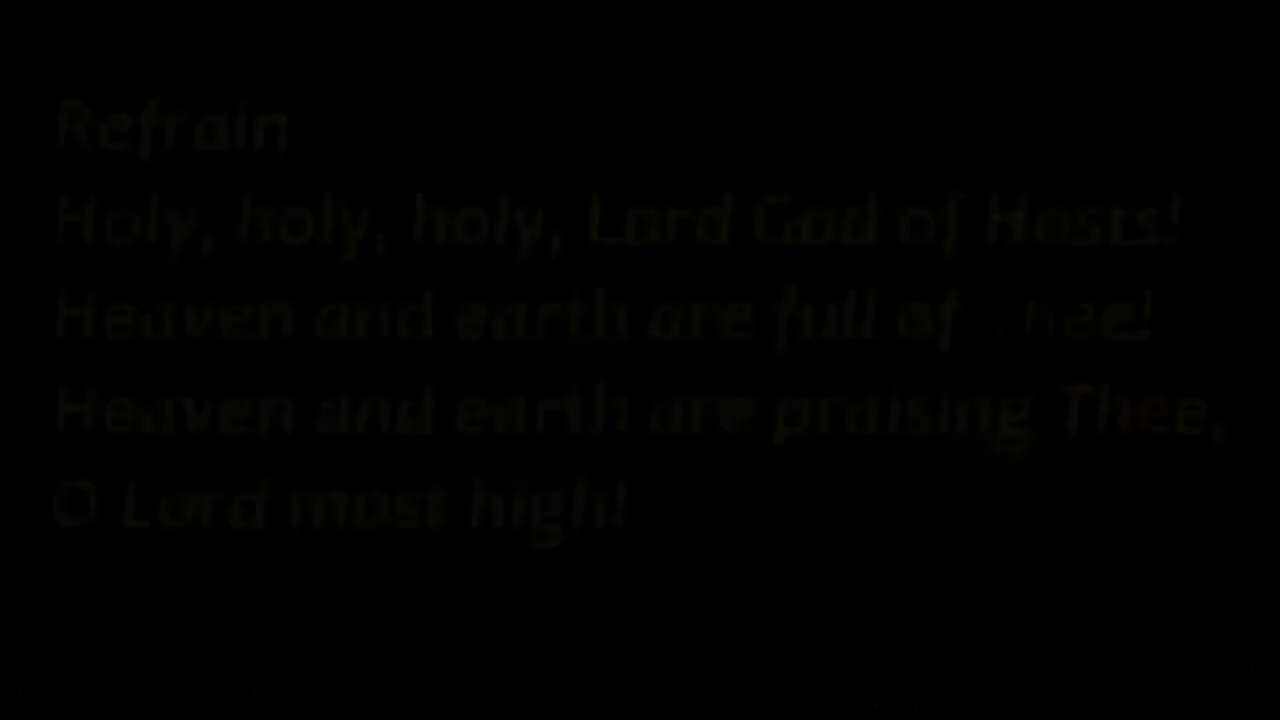 Refrain
Holy, holy, holy, Lord God of Hosts!
Heaven and earth are full of Thee!
Heaven and earth are praising Thee,
O Lord most high!